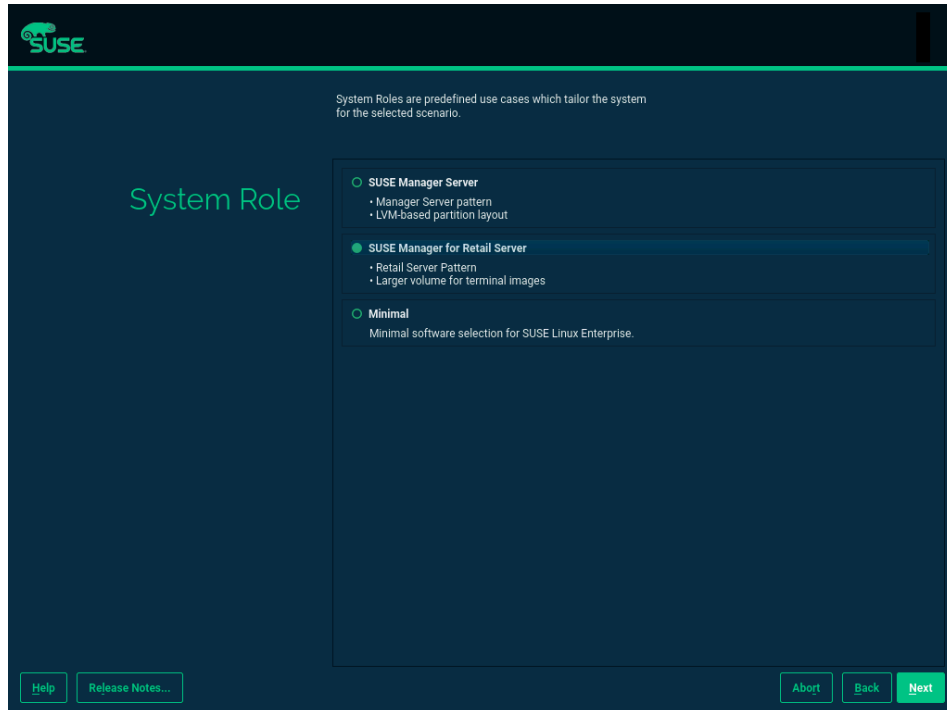 SUSE
System Roles are predefined use cases which tailor the system
for the selected scenario.
System Role
SUSE Manager Server
• Manager Server pattern
• LVM-based partition layout
SUSE Manager for Retail Server
• Retail Server Pattern
• Larger volume for terminal images
Minimal
Minimal software selection for SUSE Linux Enterprise.
Help
Release Notes...
Abort
Back
Next